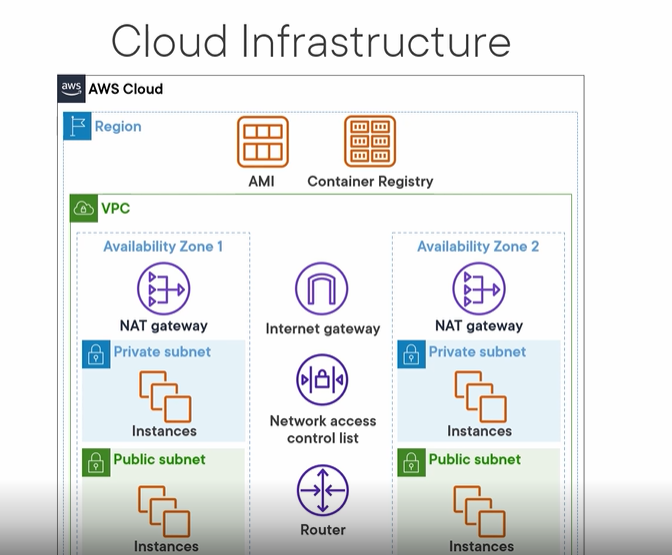 Cloud Infrastructure
aws
AWS Cloud
Region
AMI
Container Registry
VPC
Availability Zone 1
NAT gateway
Private subnet
Instances
Public subnet
Instances
Internet gateway
Network access
control list
Router
Availability Zone 2
NAT gateway
Private subnet
Instances
Public subnet
Instances